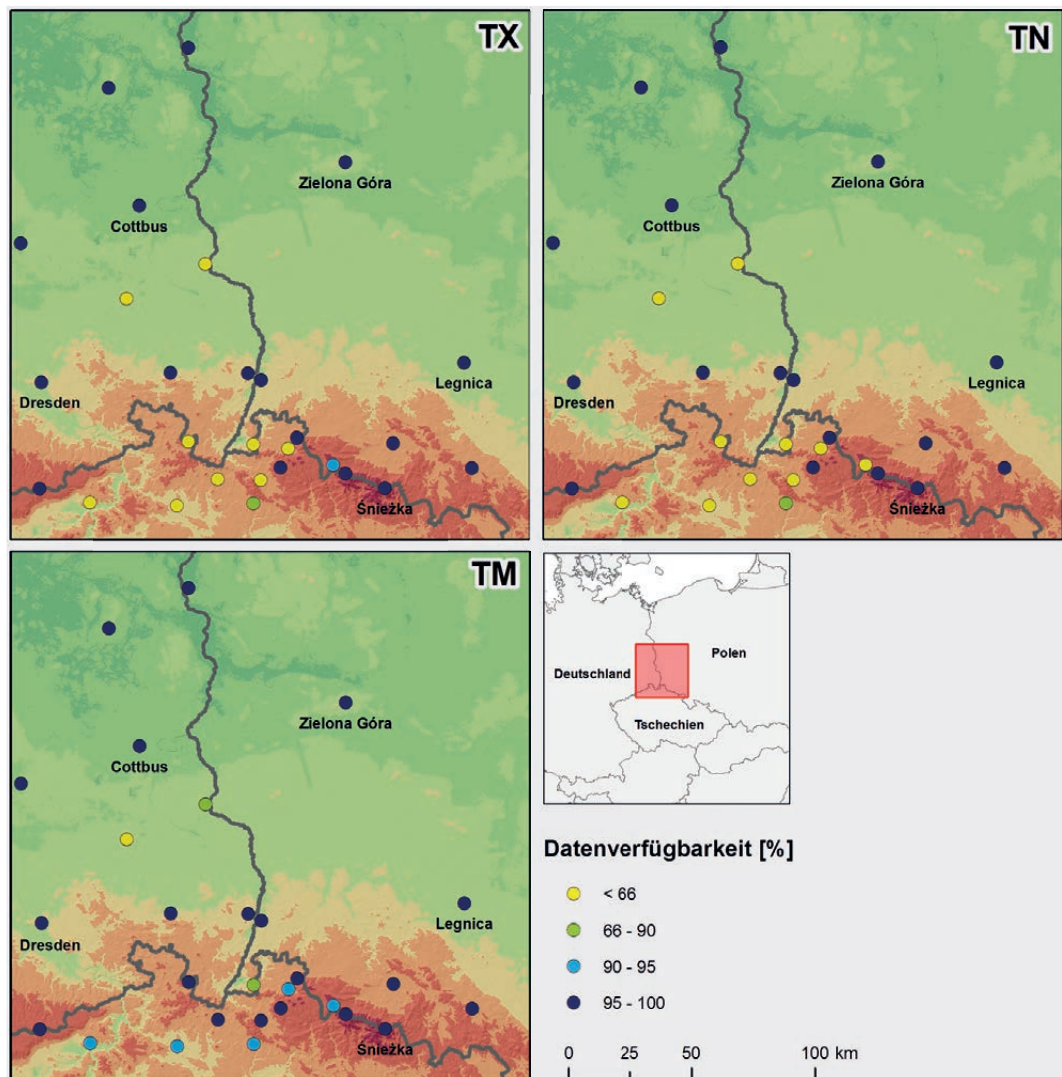 TX
Zielona Góra
Cottbus
Legnica
Dresden
Śnieżka
TN
Zielona Góra
Cottbus
Legnica
Dresden
Śnieżka
TM
Zielona Góra
Cottbus
Legnica
Dresden
Śnieżka
Polen
Deutschland
Tschechien
Datenverfügbarkeit [%]
< 66
66 - 90
90 - 95
95 - 100
0 25 50 100 km